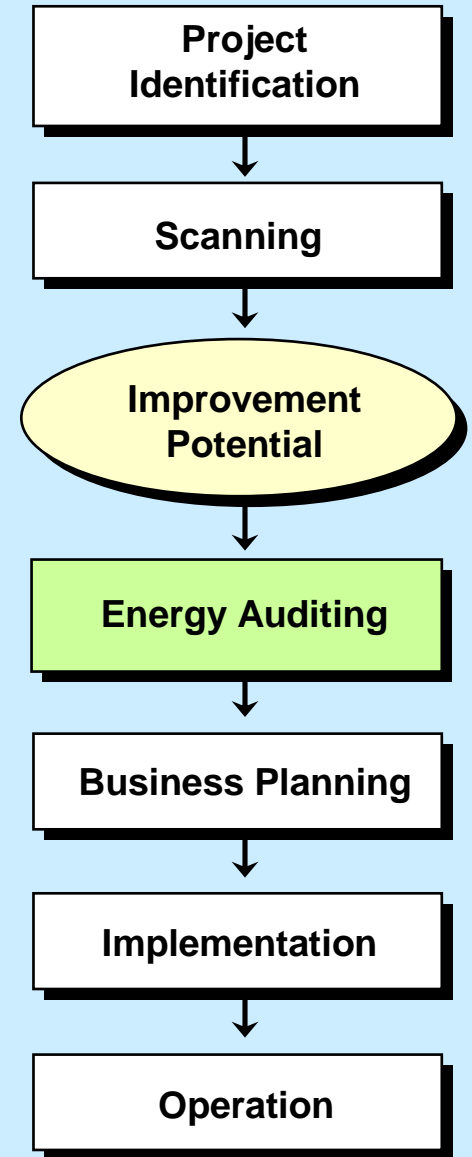 Project
Identification
Scanning
Improvement
Potential
Energy Auditing
Business Planning
Implementation
Operation